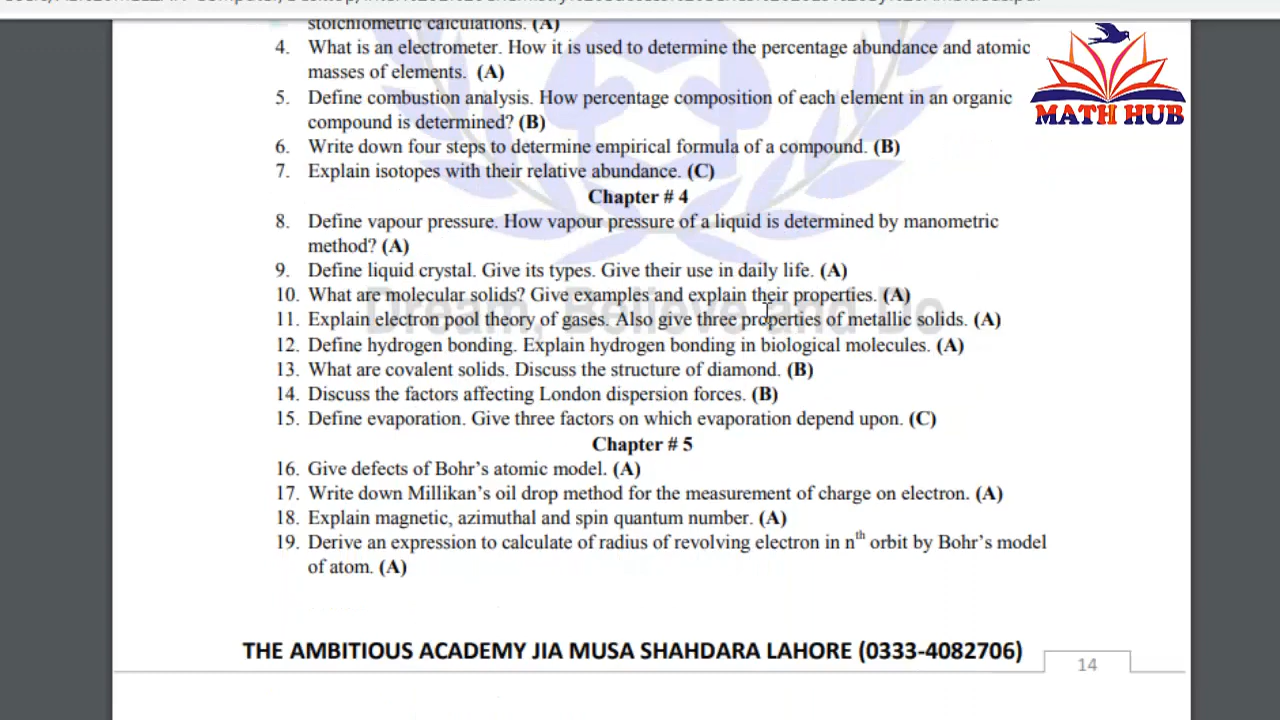 stoichiometric calculations. (A)
4. What is an electrometer. How it is used to determine the percentage abundance and atomic
masses of elements. (A)
5. Define combustion analysis. How percentage composition of each element in an organic
compound is determined? (B)
6. Write down four steps to determine empirical formula of a compound. (B)
7. Explain isotopes with their relative abundance. (C)
Chapter # 4
8. Define vapour pressure. How vapour pressure of a liquid is determined by manometric
method? (A)
9. Define liquid crystal. Give its types. Give their use in daily life. (A)
10. What are molecular solids? Give examples and explain their properties. (A)
11. Explain electron pool theory of gases. Also give three properties of metallic solids. (A)
12. Define hydrogen bonding. Explain hydrogen bonding in biological molecules. (A)
13. What are covalent solids. Discuss the structure of diamond. (B)
14. Discuss the factors affecting London dispersion forces. (B)
15. Define evaporation. Give three factors on which evaporation depend upon. (C)
Chapter # 5
16. Give defects of Bohr's atomic model. (A)
17. Write down Millikan's oil drop method for the measurement of charge on electron. (A)
18. Explain magnetic, azimuthal and spin quantum number. (A)
19. Derive an expression to calculate of radius of revolving electron in nth orbit by Bohr's model
of atom. (A)
Dream, Believe and Do
THE AMBITIOUS ACADEMY JIA MUSA SHAHDARA LAHORE (0333-4082706)
14
MATH HUB